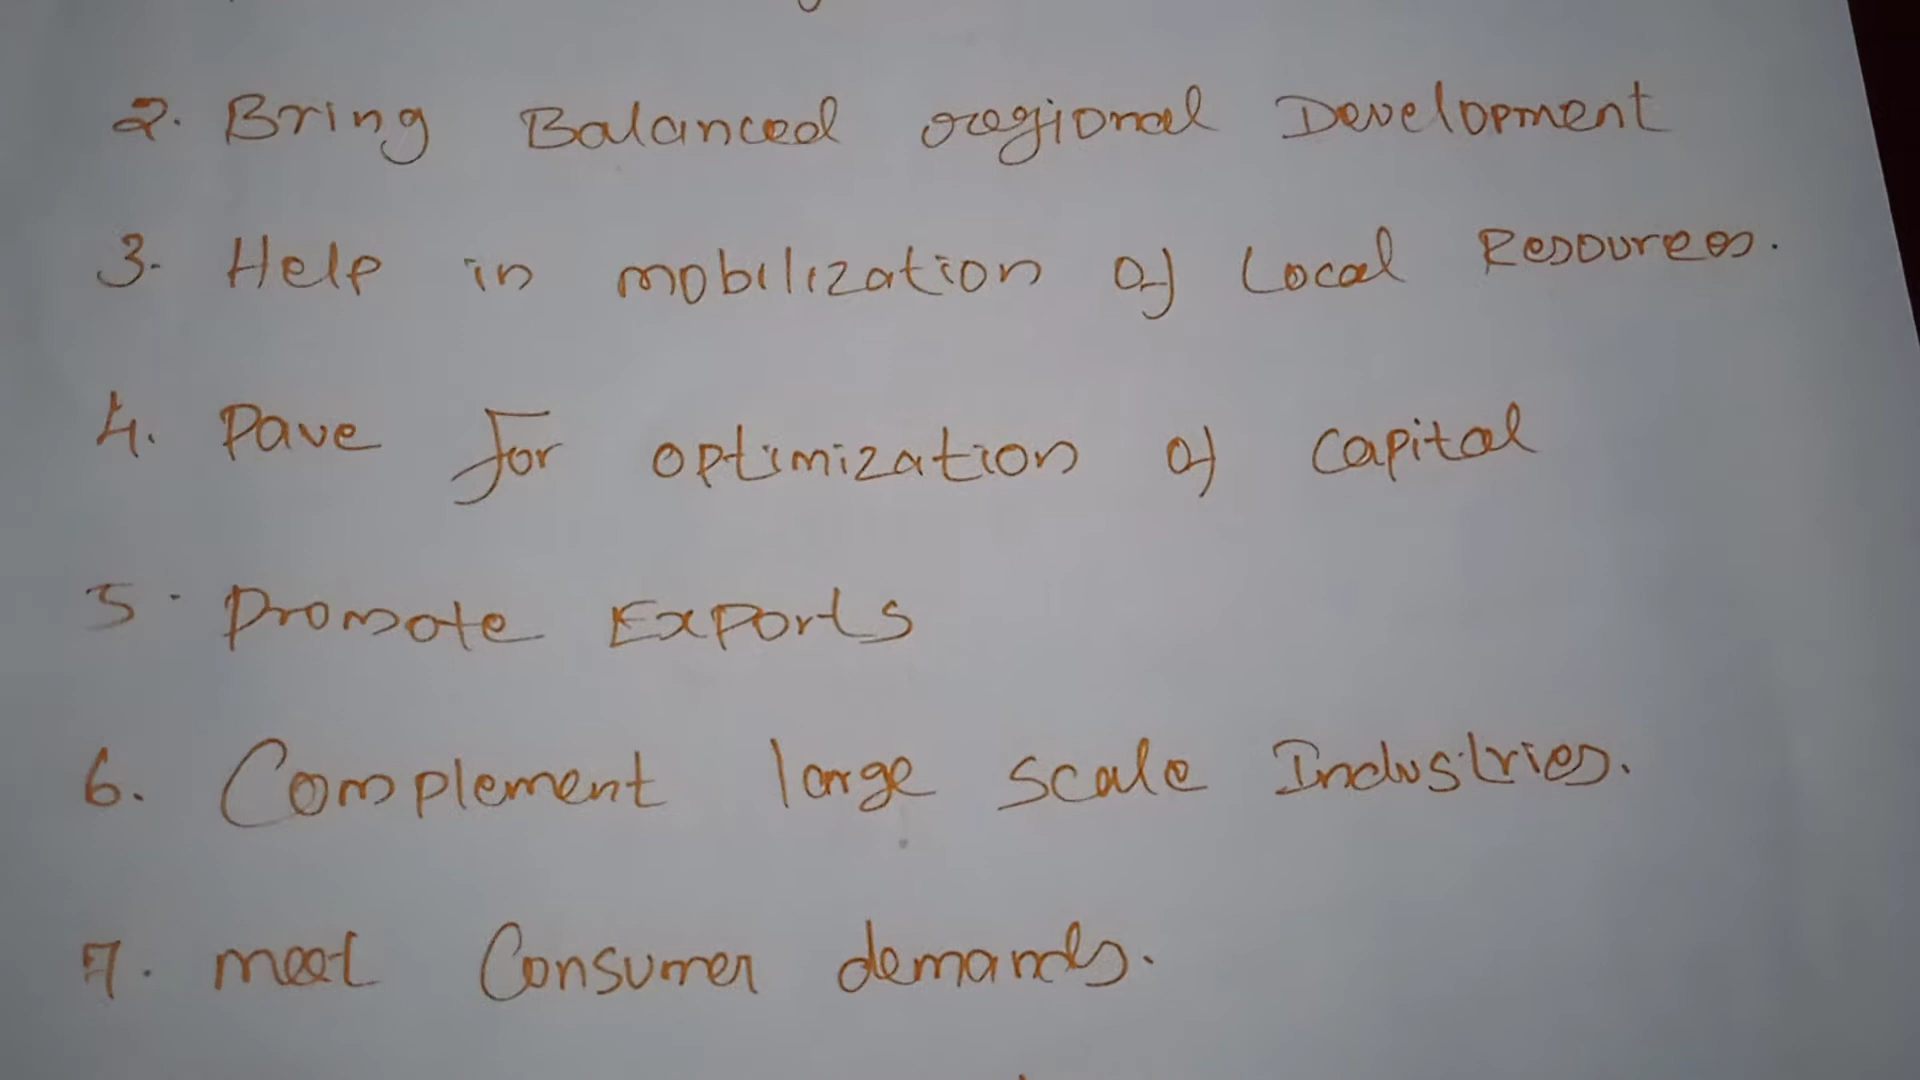 2. Bring Balanced regional Development
3. Help in mobilization of Local Resources.
4. Pave for optimization of capital
5. Promote Exports
6. Complement large scale Industries.
7. meet Consumer demands.